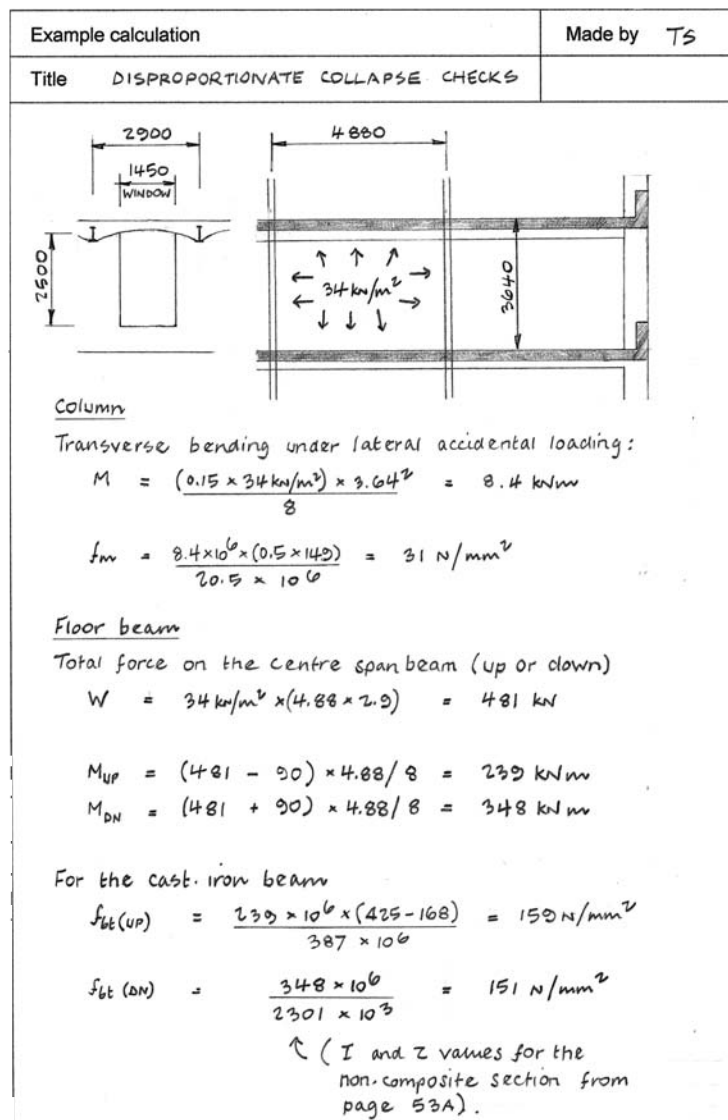 Example calculation
Made by TS
Title DISPROPORTIONATE COLLAPSE CHECKS
2900
1450
WINDOW
2500
4880
34 kN/m²
3640
Column
Transverse bending under lateral accidental loading:
M = (0.15 × 34 kN/m²) × 3.64² / 8 = 8.4 kNm
fm = 8.4×10⁶ × (0.5 × 149) / 20.5 × 10⁶ = 31 N/mm²
Floor beam
Total force on the centre span beam (up or down)
W = 34 kN/m² × (4.88 × 2.9) = 481 kN
MUP = (481 - 90) × 4.88/8 = 239 kNm
MDN = (481 + 90) × 4.88/8 = 348 kNm
For the cast. iron beam
fbt (UP) = 239 × 10⁶ × (425-168) / 387 × 10⁶ = 159 N/mm²
fbt (DN) = 348 × 10⁶ / 2301 × 10³ = 151 N/mm²
↑ (I and Z values for the
non. composite section from
page 53A).